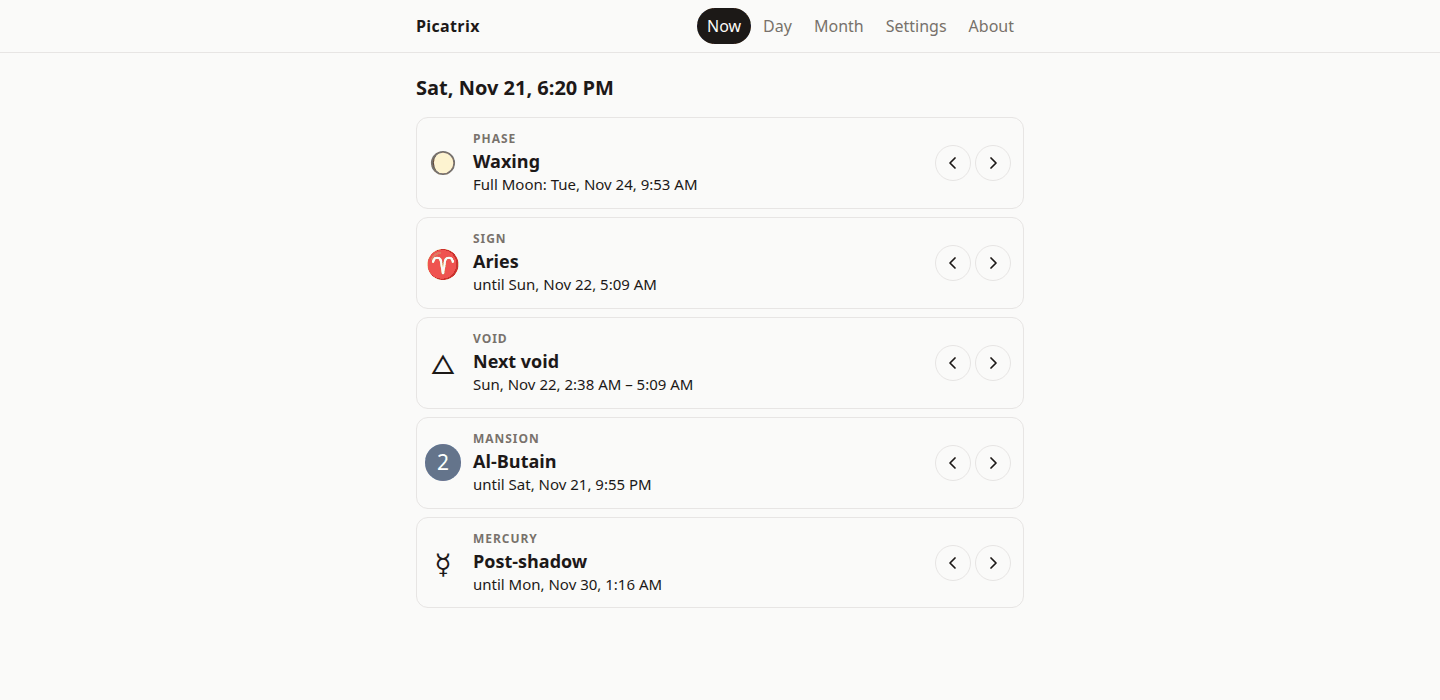 Picatrix
Now Day Month Settings About
Sat, Nov 21, 6:20 PM
PHASE
Waxing
Full Moon: Tue, Nov 24, 9:53 AM
♈
SIGN
Aries
until Sun, Nov 22, 5:09 AM
VOID
Next void
Sun, Nov 22, 2:38 AM – 5:09 AM
2
MANSION
Al-Butain
until Sat, Nov 21, 9:55 PM
☿
MERCURY
Post-shadow
until Mon, Nov 30, 1:16 AM